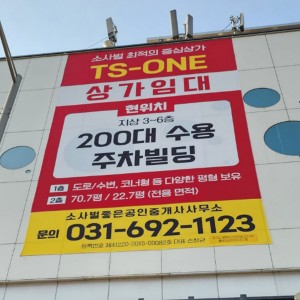 소사벌 최적의 중심상가
TS-ONE
상가임대
현위치
지상 3~6층
200대 수용
주차빌딩
1층 도로/수변, 코너형 등 다양한 평형 보유
2층 70.7평 / 22.7평 (전용 면적)
소사벌좋은공인중개사사무소
문의 031-692-1123